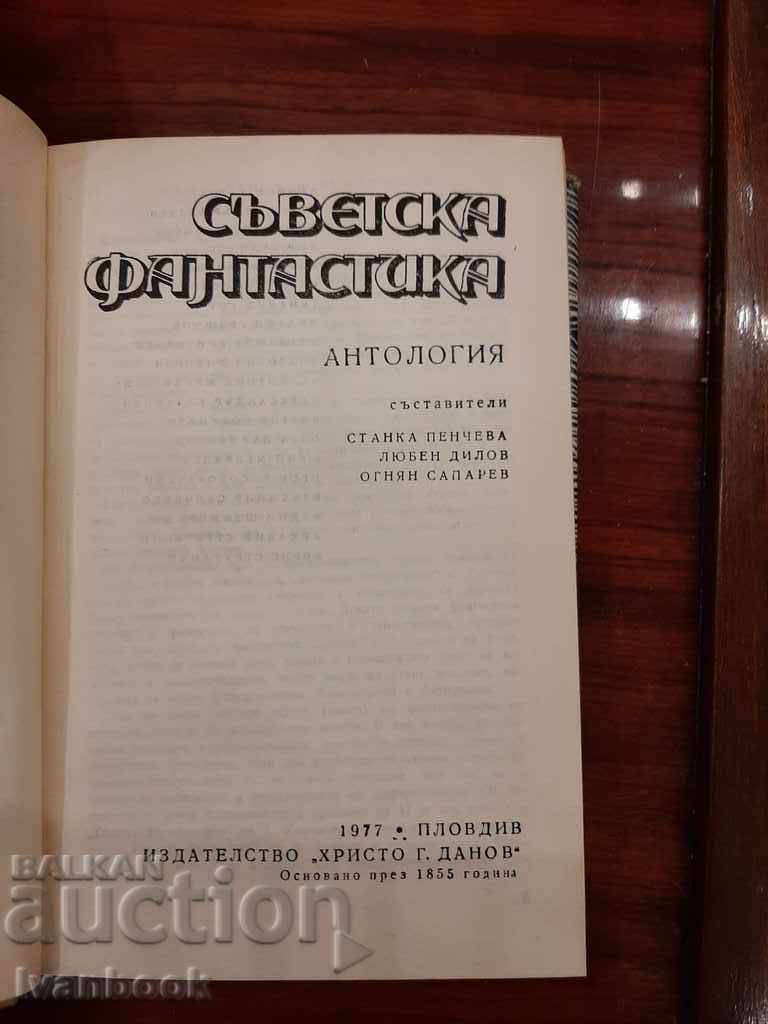 СЪВЕТСКА
ФАНТАСТИКА
АНТОЛОГИЯ
съставители
СТАНКА ПЕНЧЕВА
ЛЮБЕН ДИЛОВ
ОГНЯН САПАРЕВ
1977 • ПЛОВДИВ
ИЗДАТЕЛСТВО „ХРИСТО Г. ДАНОВ“
Основано през 1855 година
BALKAN
auction
Ivanbook